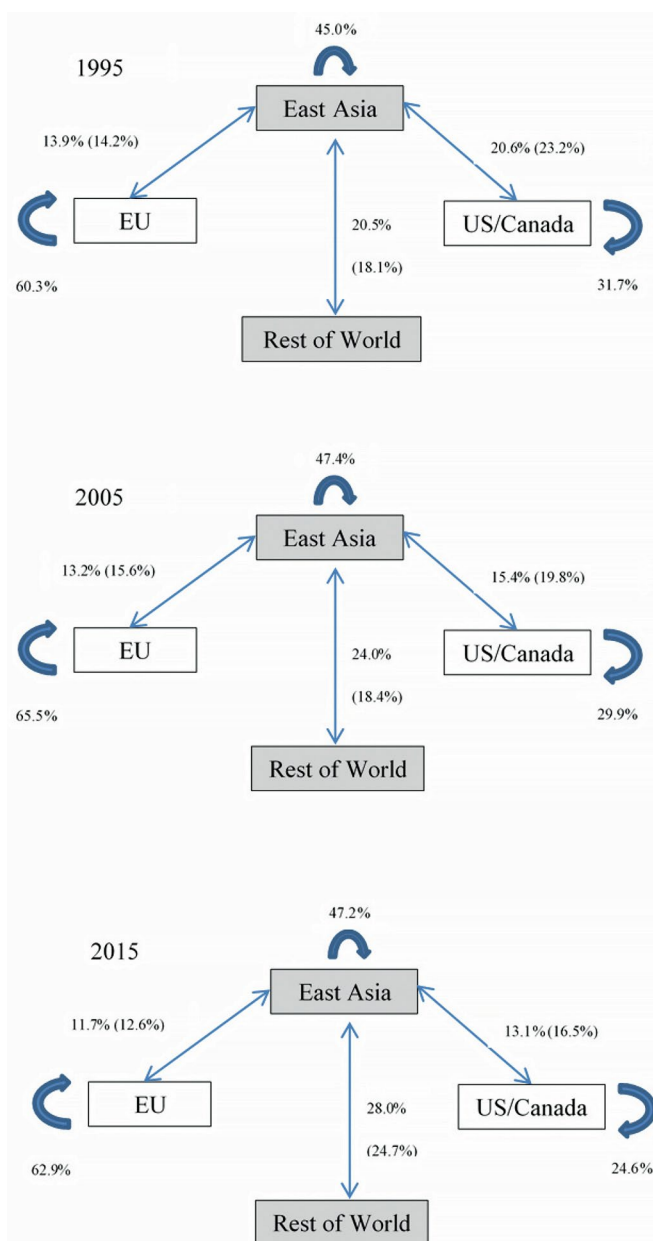 45.0%
1995
East Asia
13.9% (14.2%)
20.6% (23.2%)
EU
US/Canada
20.5%
(18.1%)
60.3%
31.7%
Rest of World
47.4%
2005
East Asia
13.2% (15.6%)
15.4% (19.8%)
EU
US/Canada
24.0%
(18.4%)
65.5%
29.9%
Rest of World
47.2%
2015
East Asia
11.7% (12.6%)
13.1% (16.5%)
EU
US/Canada
28.0%
(24.7%)
62.9%
24.6%
Rest of World